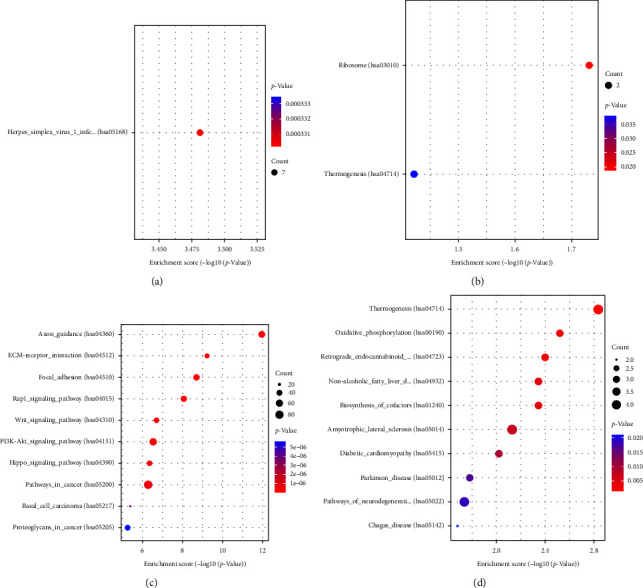 Herpes_simplex_virus_1_infe... (hsa05168)
3.450
3.475
3.500
3.525
Enrichment score (−log10 (p-Value))
p-Value
0.000333
0.000332
0.000331
Count
7
(a)
Ribosome (hsa03010)
Thermogenesis (hsa04714)
1.5
1.6
1.7
Enrichment score (−log10 (p-Value))
Count
2
p-Value
0.035
0.030
0.025
0.020
(b)
Axon_guidance (hsa04360)
ECM-receptor_interaction (hsa04512)
Focal_adhesion (hsa04510)
Rap1_signaling_pathway (hsa04015)
Wnt_signaling_pathway (hsa04310)
PI3K-Akt_signaling_pathway (hsa04151)
Hippo_signaling_pathway (hsa04390)
Pathways_in_cancer (hsa05200)
Basal_cell_carcinoma (hsa05217)
Proteoglycans_in_cancer (hsa05205)
6
8
10
12
Enrichment score (−log10 (p-Value))
Count
20
40
60
80
p-Value
5e−06
4e−06
3e−06
2e−06
1e−06
(c)
Thermogenesis (hsa04714)
Oxidative_phosphorylation (hsa00190)
Retrograde_endocannabinoid_... (hsa04723)
Non-alcoholic_fatty_liver_d... (hsa04932)
Biosynthesis_of_cofactors (hsa01240)
Amyotrophic_lateral_sclerosis (hsa05014)
Diabetic_cardiomyopathy (hsa05415)
Parkinson_disease (hsa05012)
Pathways_of_neurodegenerati... (hsa05022)
Chagas_disease (hsa05142)
2.0
2.4
2.8
Enrichment score (−log10 (p-Value))
Count
2.0
2.5
3.0
3.5
4.0
p-Value
0.020
0.015
0.010
0.005
(d)